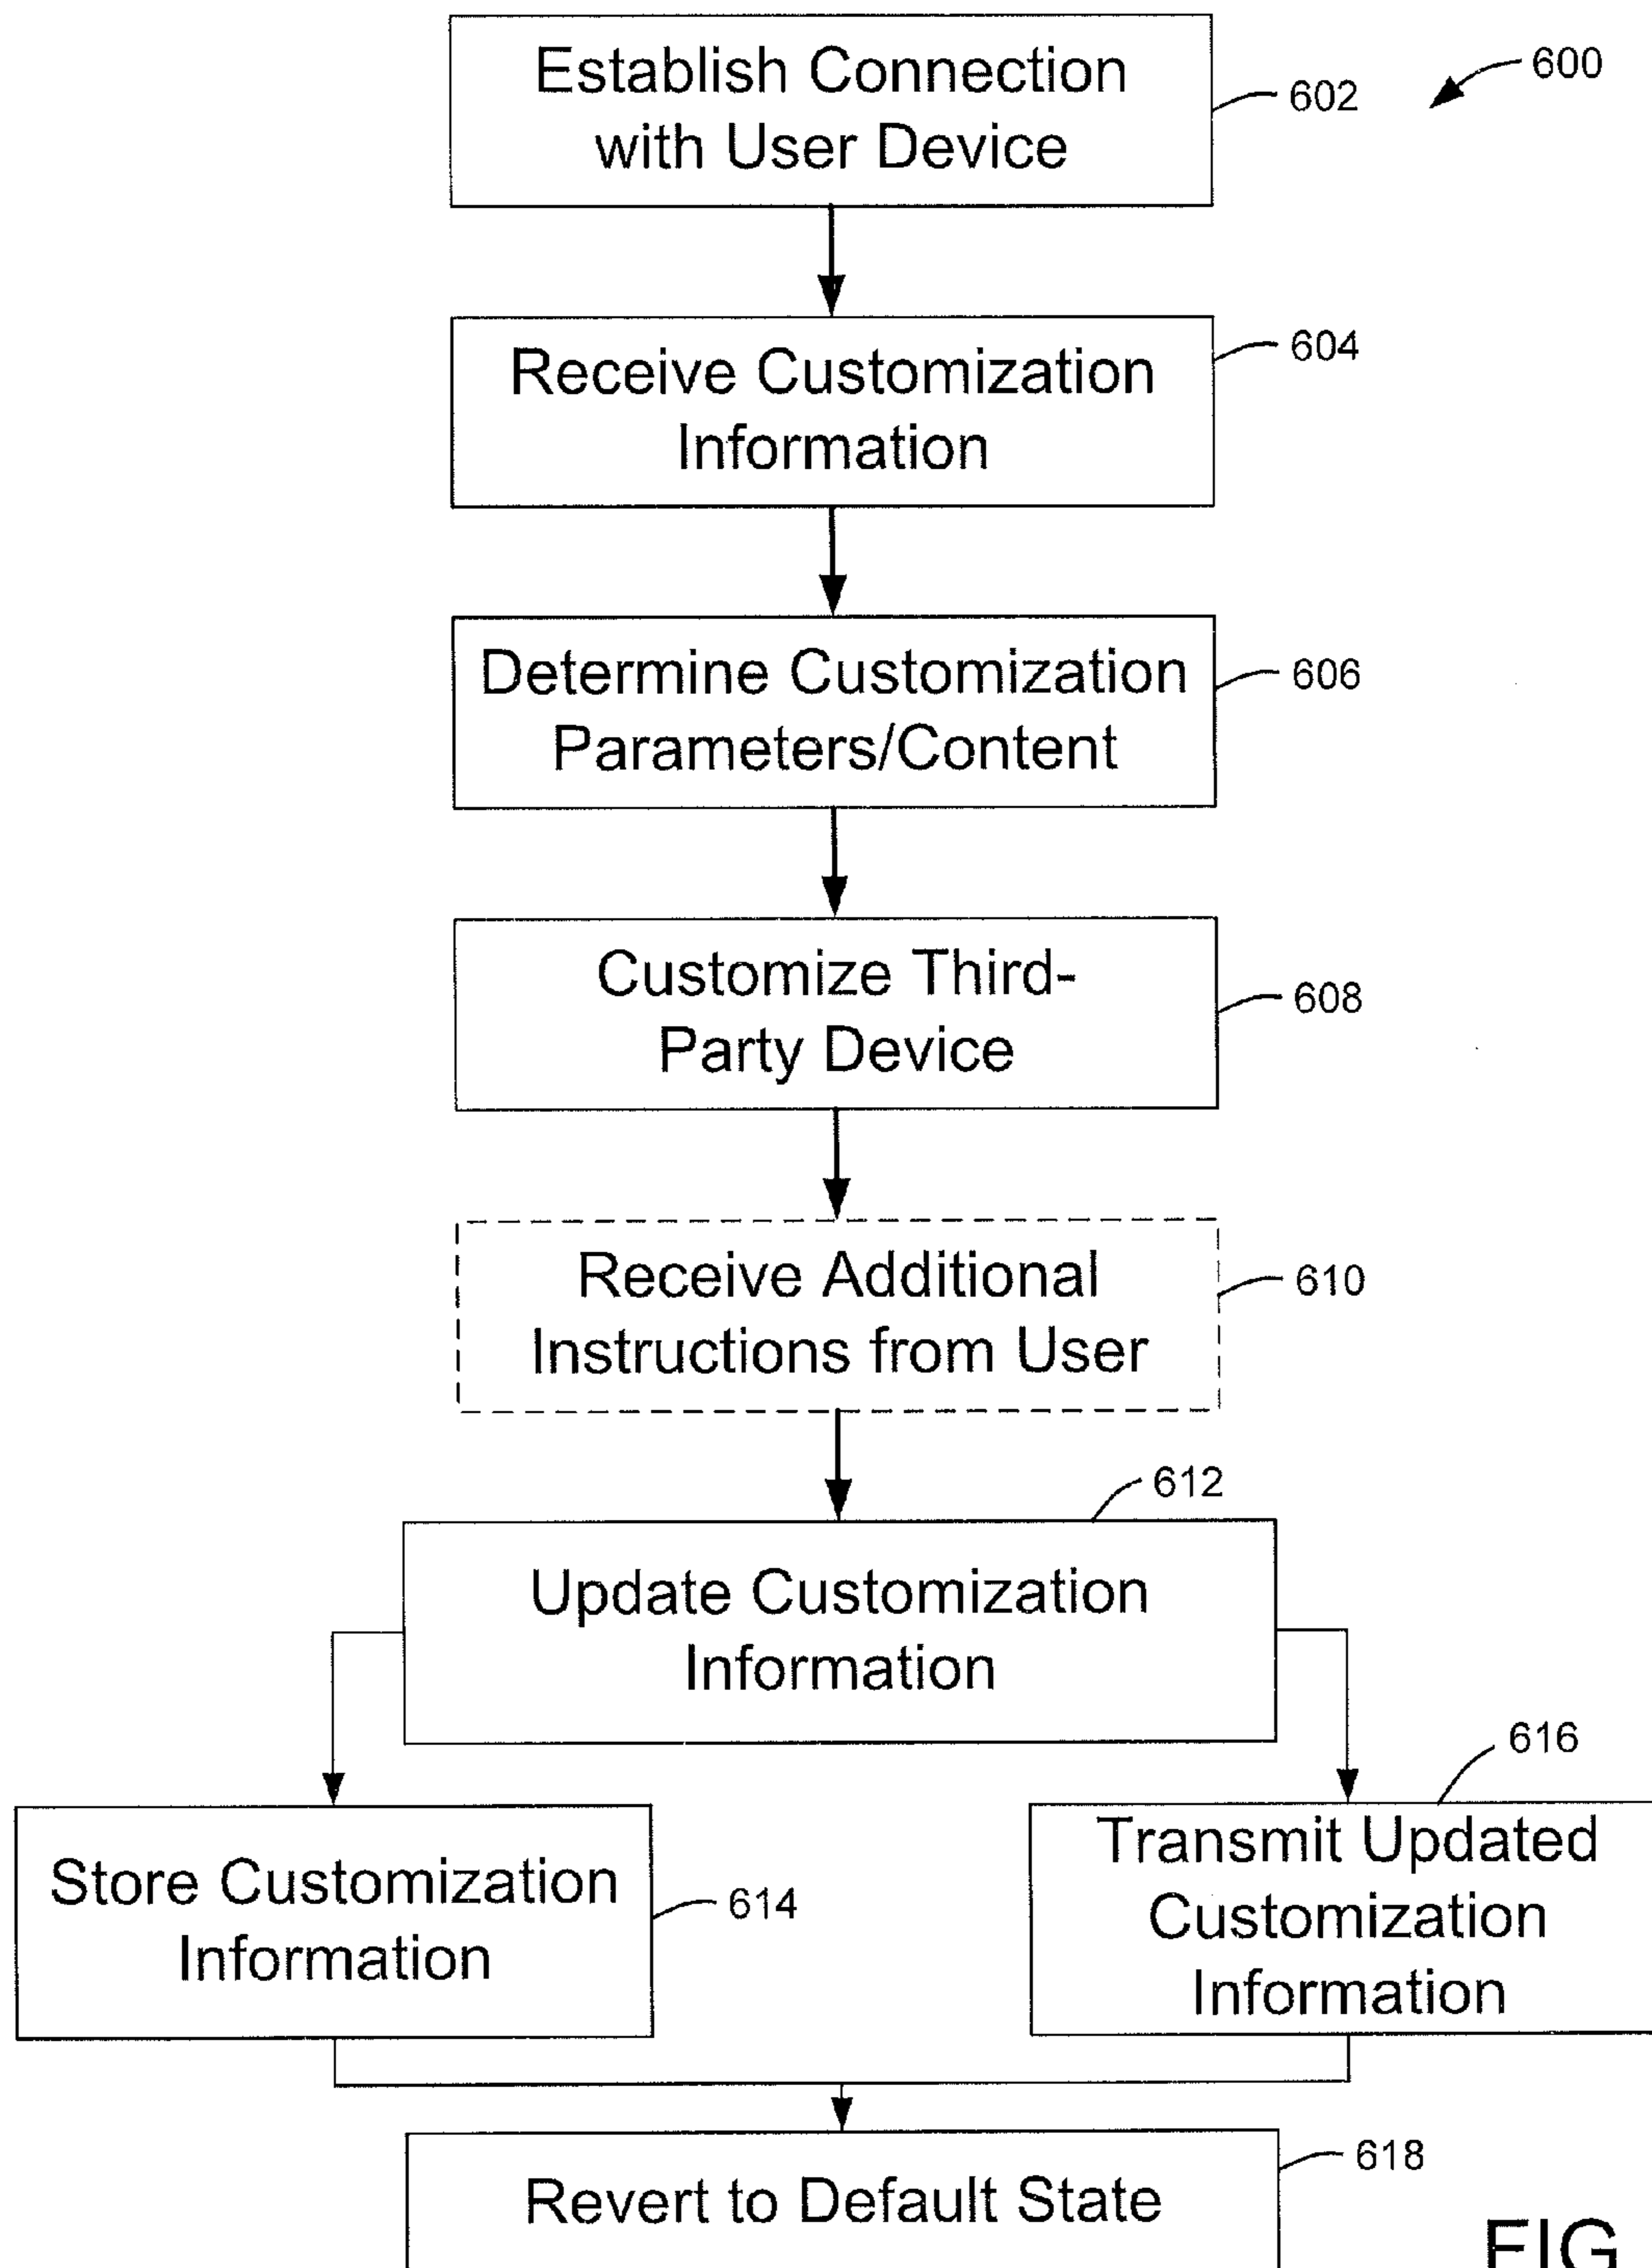 Establish Connection
with User Device
602
600
Receive Customization
Information
604
Determine Customization
Parameters/Content
606
Customize Third-
Party Device
608
Receive Additional
Instructions from User
610
612
Update Customization
Information
616
Store Customization
Information
614
Transmit Updated
Customization
Information
618
Revert to Default State
FIG